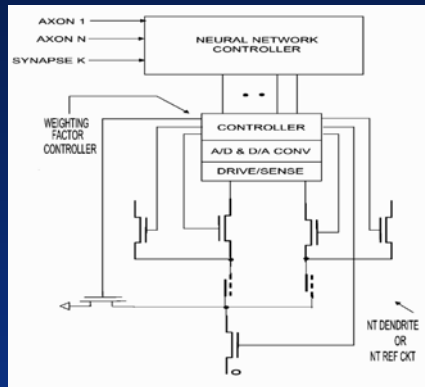 AXON 1
AXON N
SYNAPSE K
NEURAL NETWORK
CONTROLLER
WEIGHTING
FACTOR
CONTROLLER
CONTROLLER
A/D & D/A CONV
DRIVE/SENSE
NT DENDRITE
OR
NT REF CKT